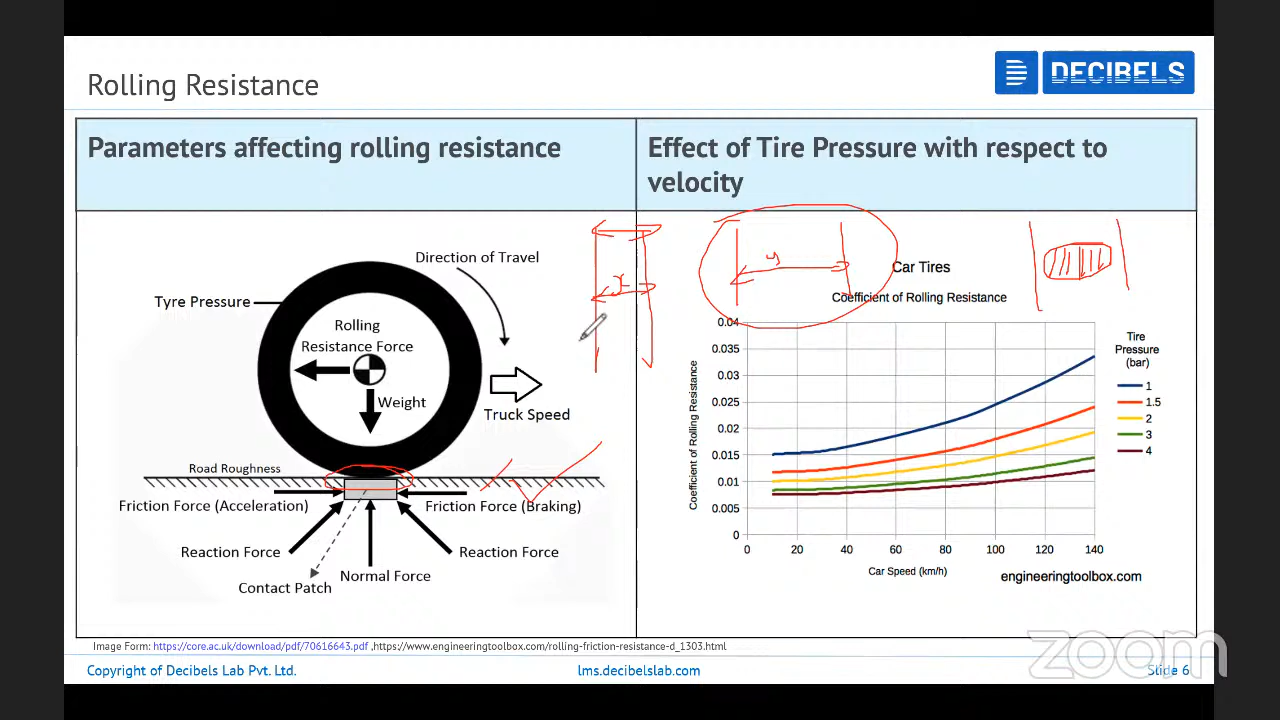 Rolling Resistance
DECIBELS
Parameters affecting rolling resistance
Effect of Tire Pressure with respect to
velocity
Direction of Travel
Tyre Pressure
Rolling
Resistance Force
Weight
Truck Speed
Road Roughness
Friction Force (Acceleration)
Friction Force (Braking)
Reaction Force
Reaction Force
Normal Force
Contact Patch
x
y
Car Tires
Coefficient of Rolling Resistance
0.04
0.035
0.03
0.025
0.02
0.015
0.01
0.005
0
Coefficient of Rolling Resistance
0 20 40 60 80 100 120 140
Car Speed (km/h)
Tire
Pressure
(bar)
1
1.5
2
3
4
engineeringtoolbox.com
Image Form: https://core.ac.uk/download/pdf/70616643.pdf ,https://www.engineeringtoolbox.com/rolling-friction-resistance-d_1303.html
Copyright of Decibels Lab Pvt. Ltd.
lms.decibelslab.com
Slide 6
zoom